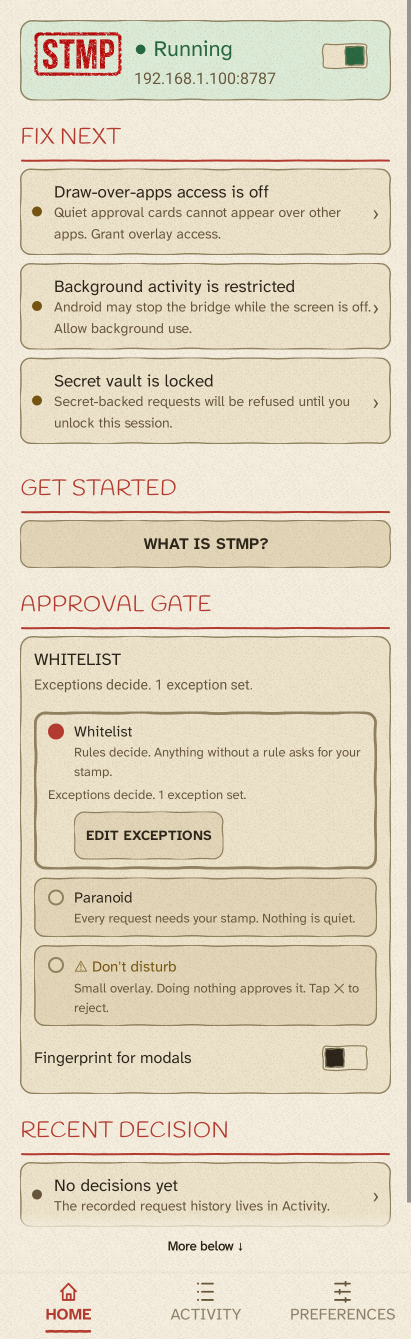 STMP
● Running
192.168.1.100:8787
FIX NEXT
Draw-over-apps access is off
Quiet approval cards cannot appear over other
apps. Grant overlay access.
Background activity is restricted
Android may stop the bridge while the screen is off.
Allow background use.
Secret vault is locked
Secret-backed requests will be refused until you
unlock this session.
GET STARTED
WHAT IS STMP?
APPROVAL GATE
WHITELIST
Exceptions decide. 1 exception set.
Whitelist
Rules decide. Anything without a rule asks for your
stamp.
Exceptions decide. 1 exception set.
EDIT EXCEPTIONS
Paranoid
Every request needs your stamp. Nothing is quiet.
⚠ Don't disturb
Small overlay. Doing nothing approves it. Tap ✕ to
reject.
Fingerprint for modals
RECENT DECISION
No decisions yet
The recorded request history lives in Activity.
More below ↓
HOME
ACTIVITY
PREFERENCES